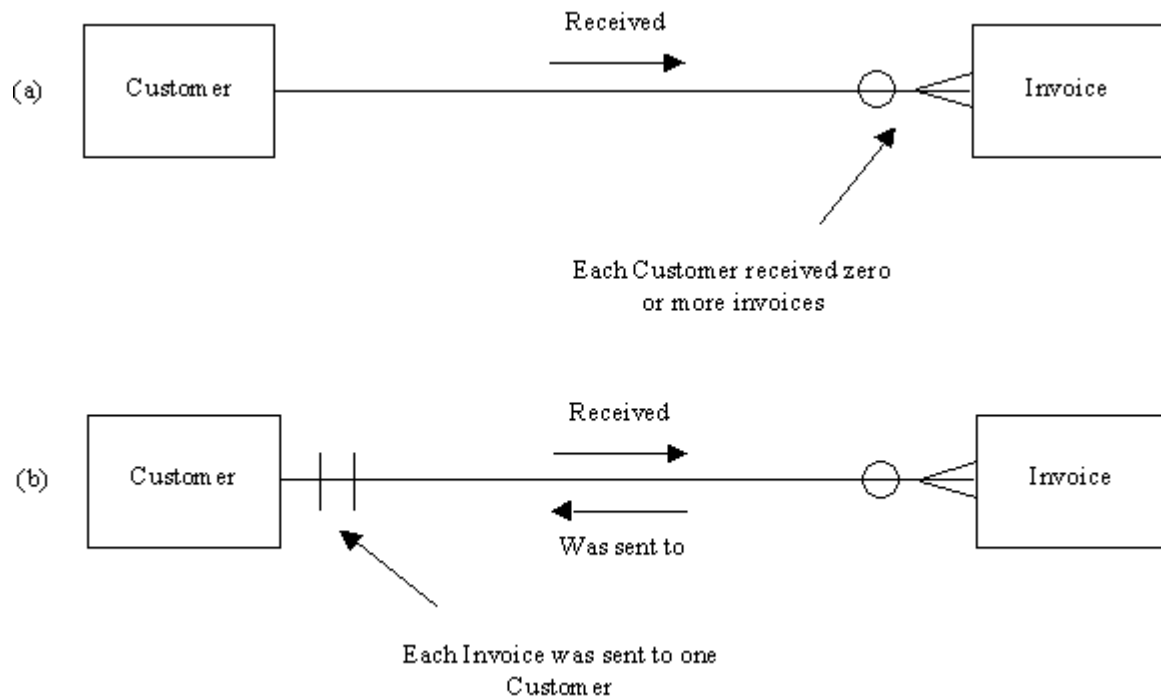 Received
(a)
Customer
Invoice
Each Customer received zero
or more invoices
Received
(b)
Customer
Invoice
Was sent to
Each Invoice was sent to one
Customer